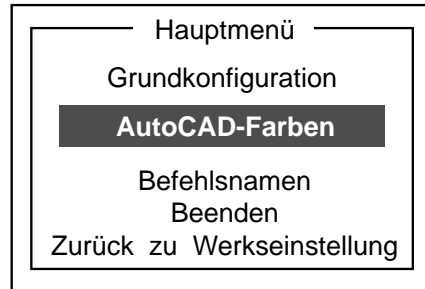 Hauptmenü
Grundkonfiguration
AutoCAD-Farben
Befehlsnamen
Beenden
Zurück zu Werkseinstellung